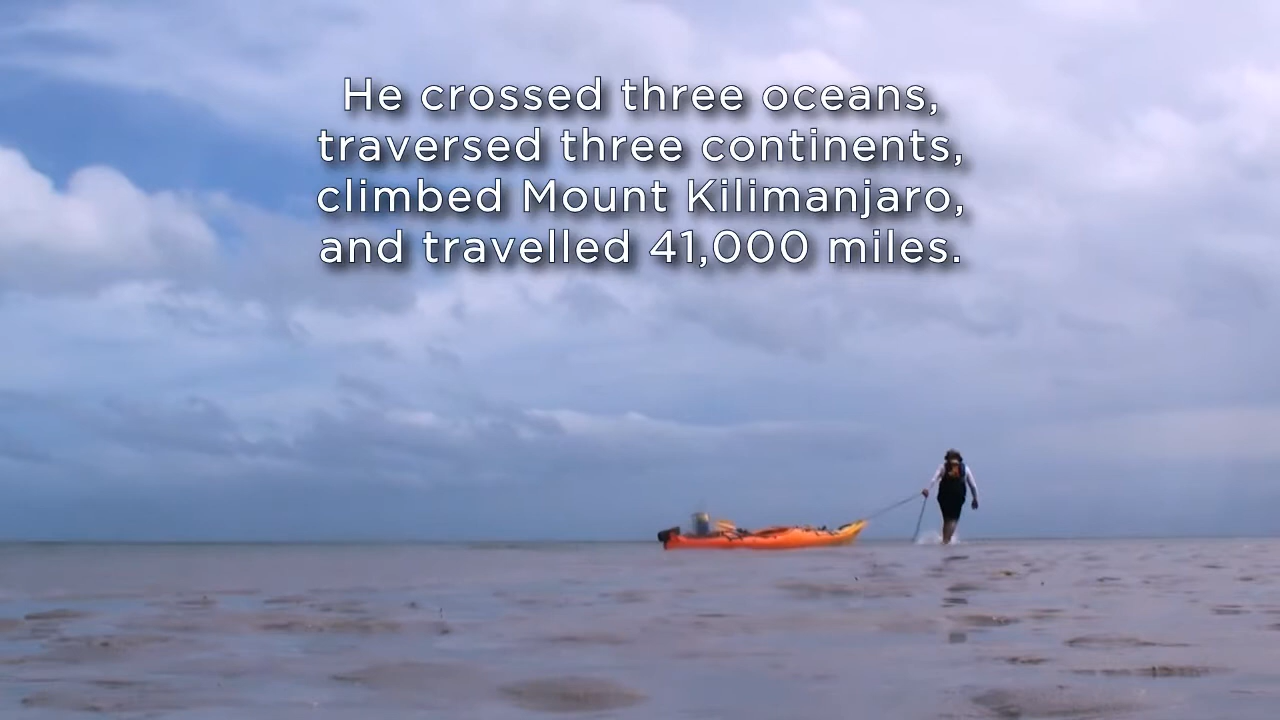 He crossed three oceans,
traversed three continents,
climbed Mount Kilimanjaro,
and travelled 41,000 miles.